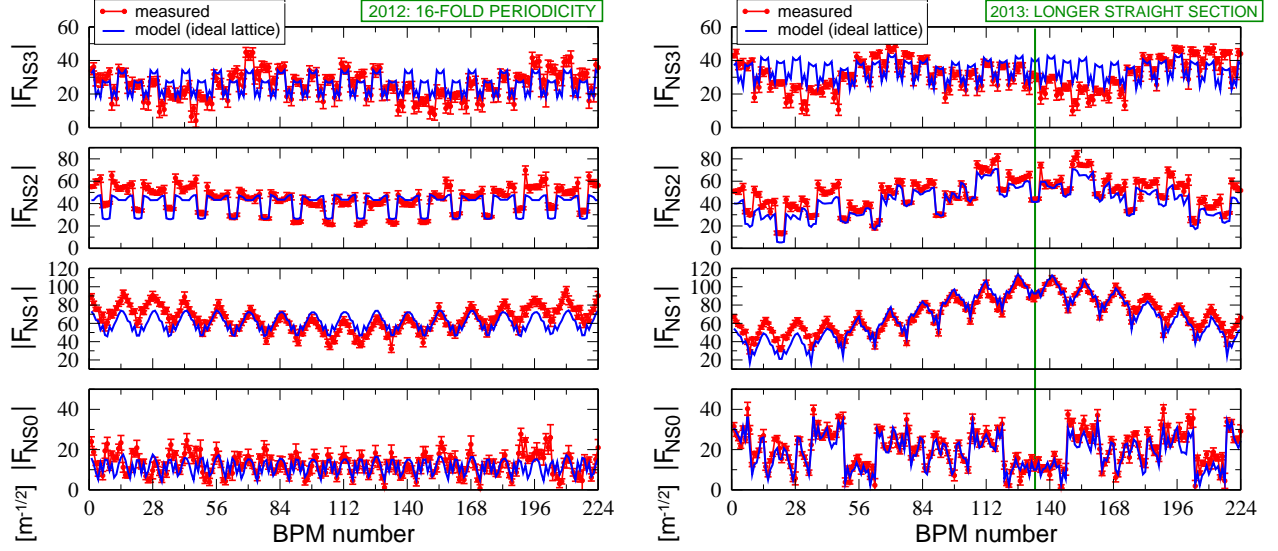 measured
model (ideal lattice)
2012: 16-FOLD PERIODICITY
60
40
20
0
|F_NS3|
80
60
40
20
0
|F_NS2|
120
100
80
60
40
20
|F_NS1|
40
20
0
[m^-1/2] |F_NS0|
0 28 56 84 112 140 168 196 224
BPM number
measured
model (ideal lattice)
2013: LONGER STRAIGHT SECTION
60
40
20
0
|F_NS3|
80
60
40
20
0
|F_NS2|
120
100
80
60
40
20
|F_NS1|
40
20
0
[m^-1/2] |F_NS0|
0 28 56 84 112 140 168 196 224
BPM number